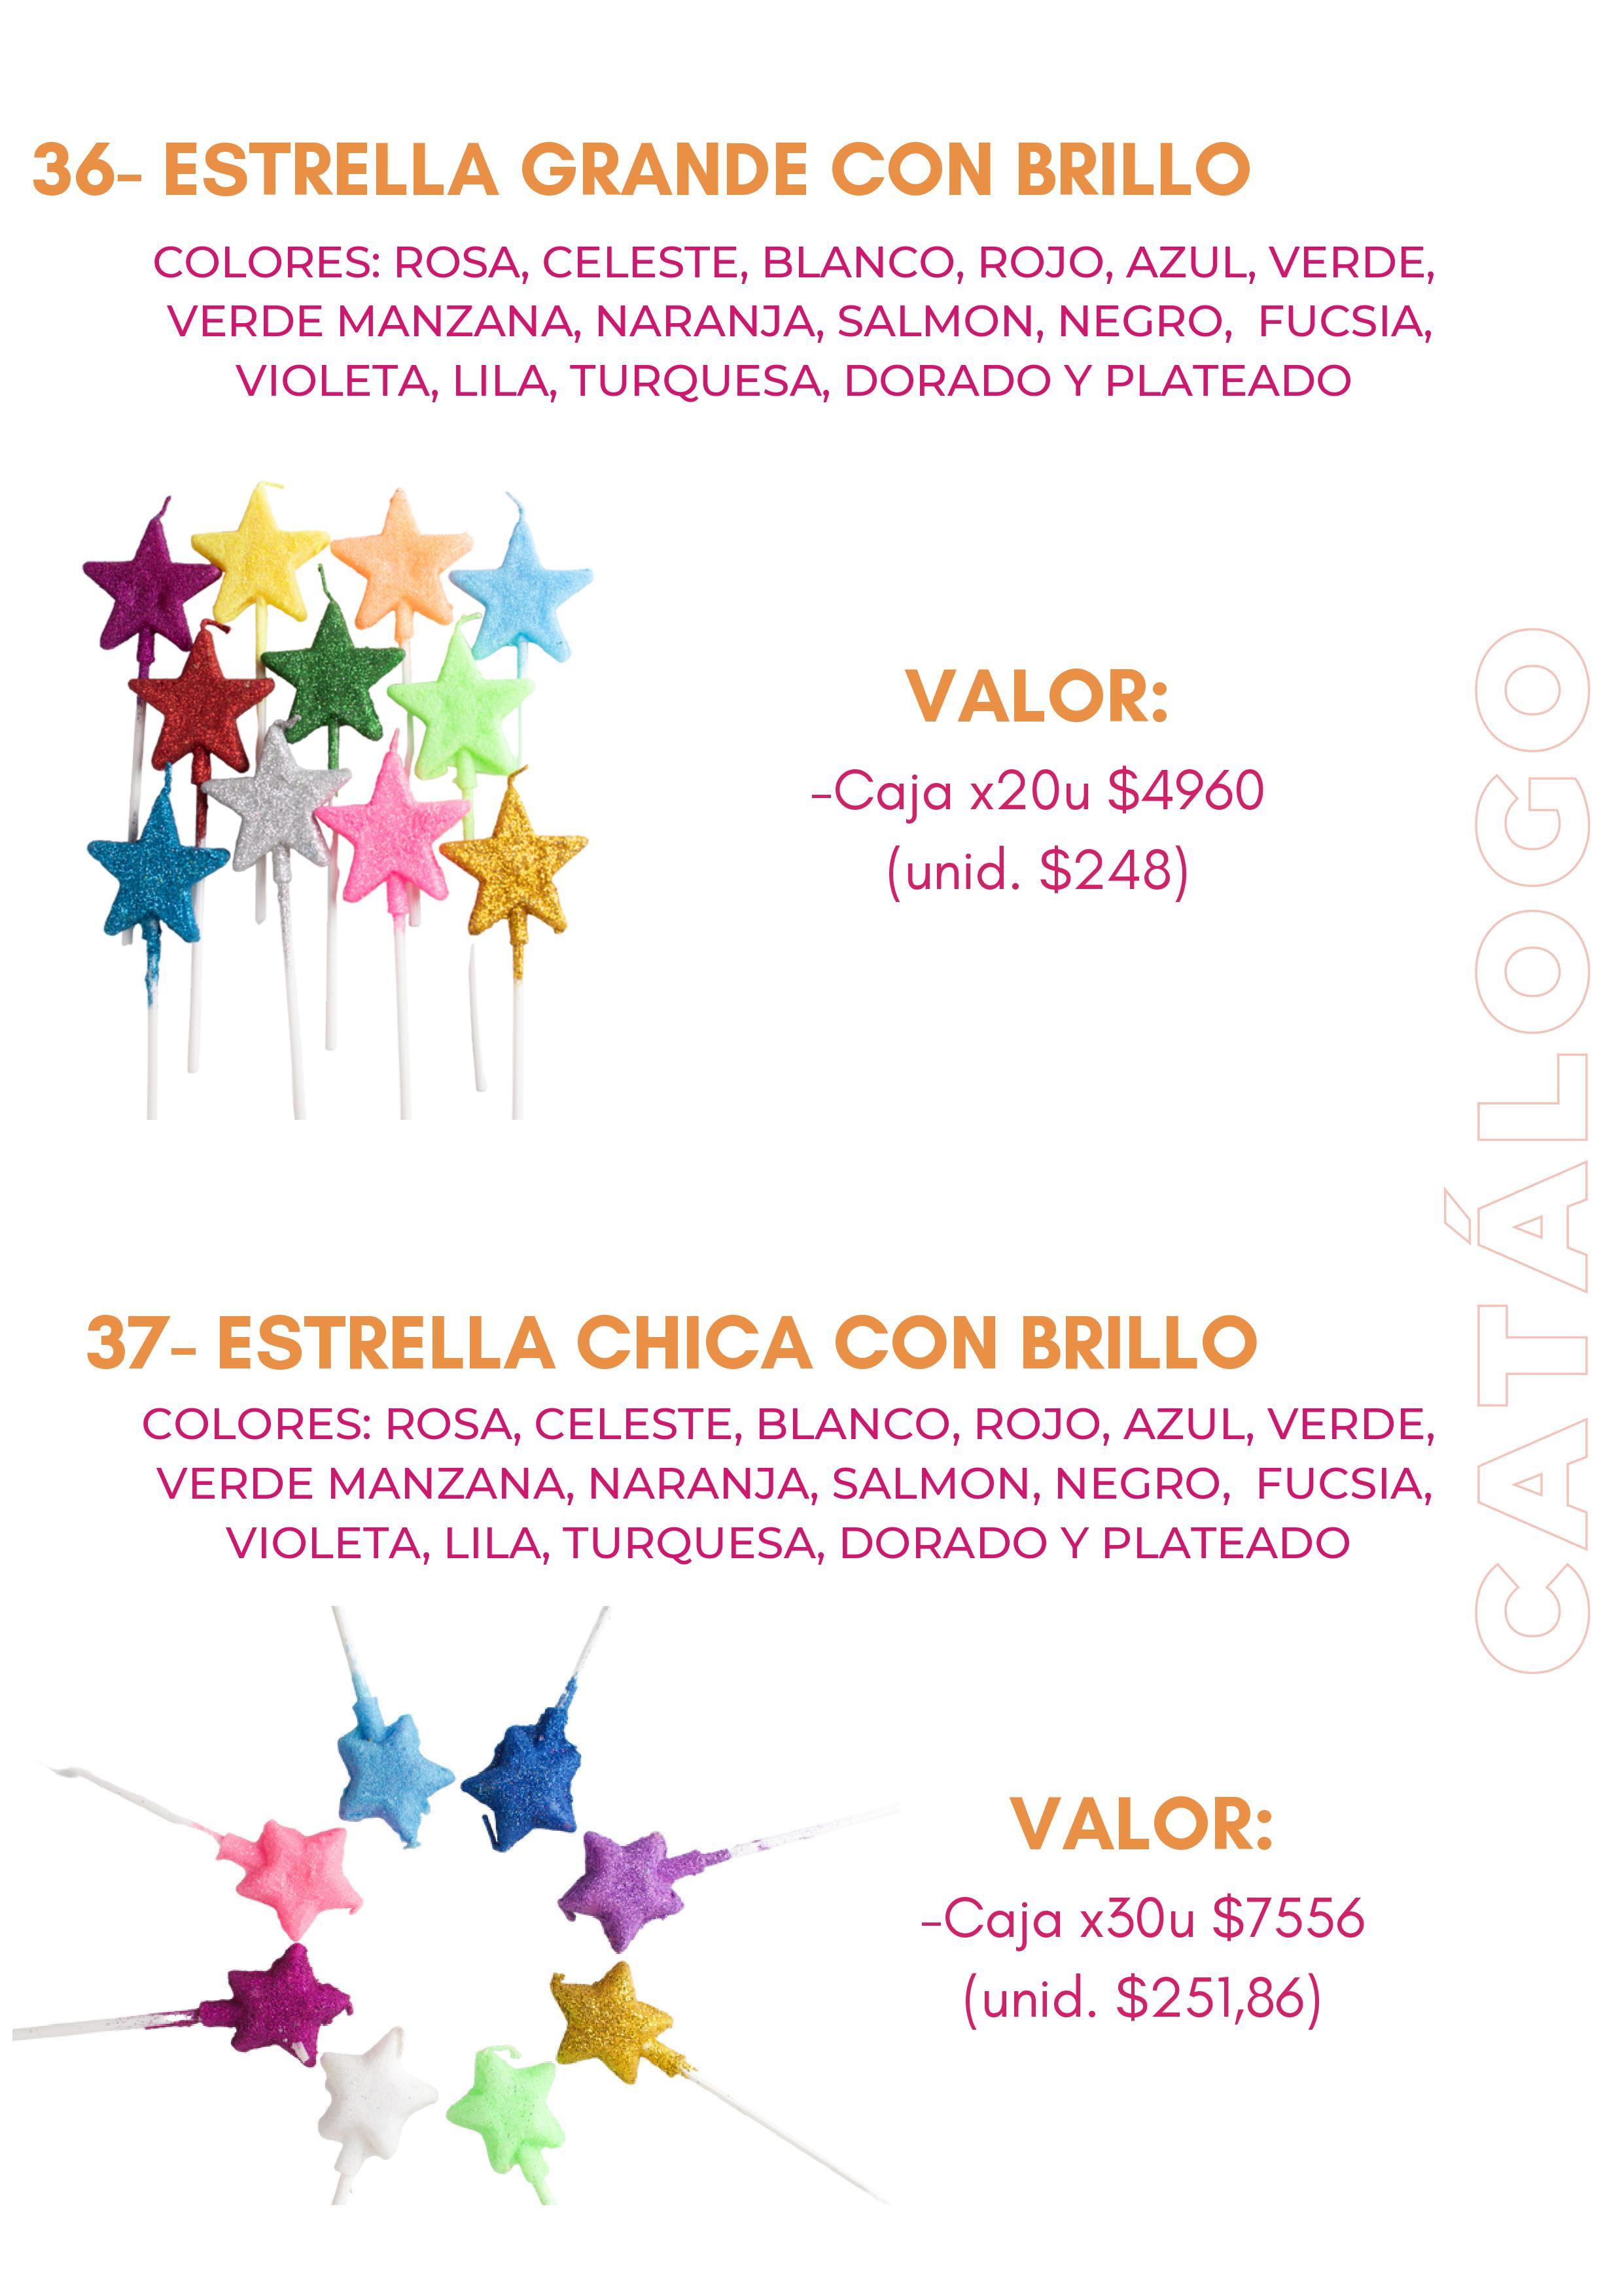 36- ESTRELLA GRANDE CON BRILLO
COLORES: ROSA, CELESTE, BLANCO, ROJO, AZUL, VERDE,
VERDE MANZANA, NARANJA, SALMON, NEGRO, FUCSIA,
VIOLETA, LILA, TURQUESA, DORADO Y PLATEADO
VALOR:
-Caja x20u $4960
(unid. $248)
CATÁLOGO
37- ESTRELLA CHICA CON BRILLO
COLORES: ROSA, CELESTE, BLANCO, ROJO, AZUL, VERDE,
VERDE MANZANA, NARANJA, SALMON, NEGRO, FUCSIA,
VIOLETA, LILA, TURQUESA, DORADO Y PLATEADO
VALOR:
-Caja x30u $7556
(unid. $251,86)